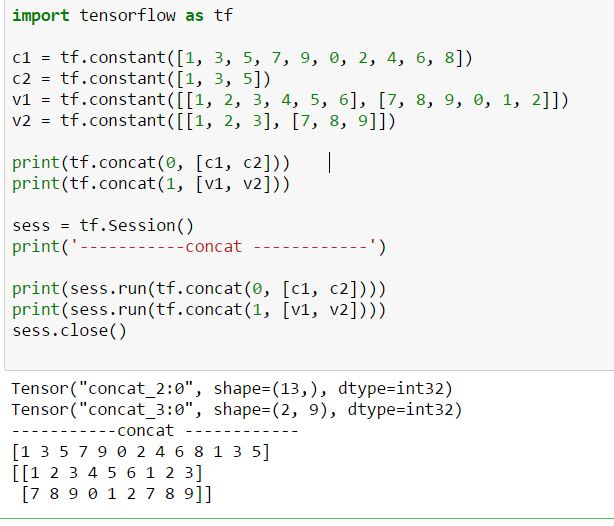 import tensorflow as tf
c1 = tf.constant([1, 3, 5, 7, 9, 0, 2, 4, 6, 8])
c2 = tf.constant([1, 3, 5])
v1 = tf.constant([[1, 2, 3, 4, 5, 6], [7, 8, 9, 0, 1, 2]])
v2 = tf.constant([[1, 2, 3], [7, 8, 9]])
print(tf.concat(0, [c1, c2]))
print(tf.concat(1, [v1, v2]))
sess = tf.Session()
print('-----------concat ------------')
print(sess.run(tf.concat(0, [c1, c2])))
print(sess.run(tf.concat(1, [v1, v2])))
sess.close()
Tensor("concat_2:0", shape=(13,), dtype=int32)
Tensor("concat_3:0", shape=(2, 9), dtype=int32)
-----------concat ------------
[1 3 5 7 9 0 2 4 6 8 1 3 5]
[[1 2 3 4 5 6 1 2 3]
 [7 8 9 0 1 2 7 8 9]]